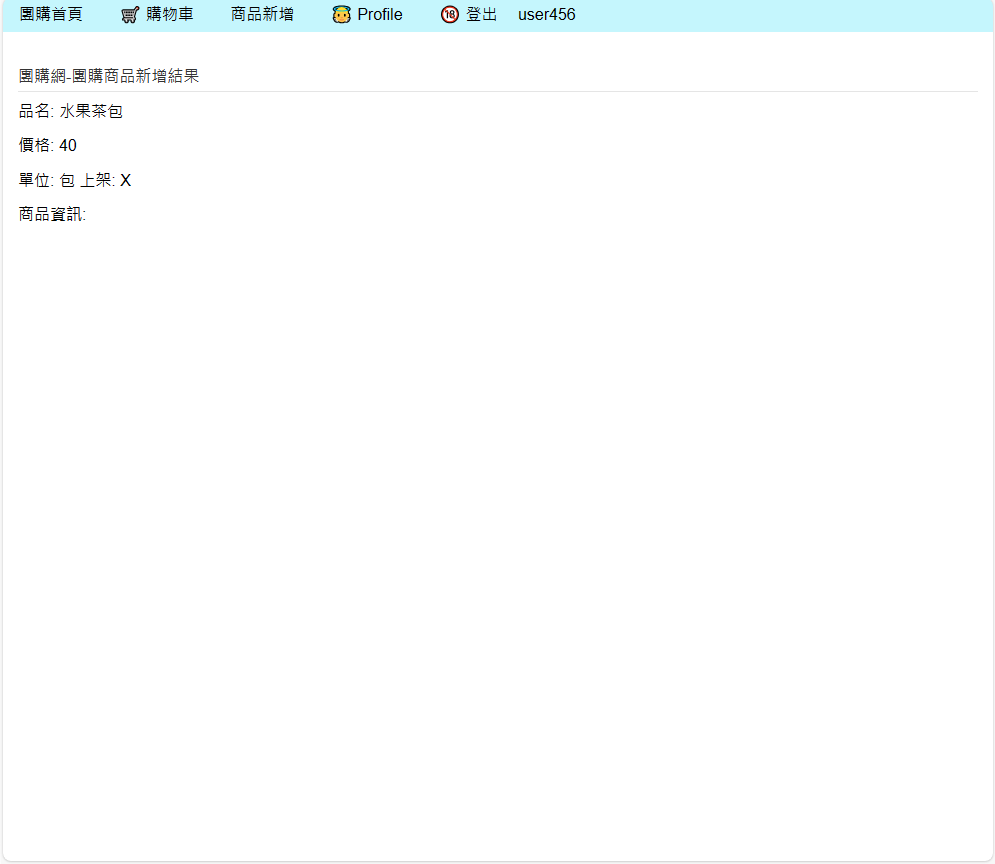 團購首頁 購物車 商品新增 Profile 登出 user456
團購網-團購商品新增結果
品名: 水果茶包
價格: 40
單位: 包 上架: X
商品資訊: